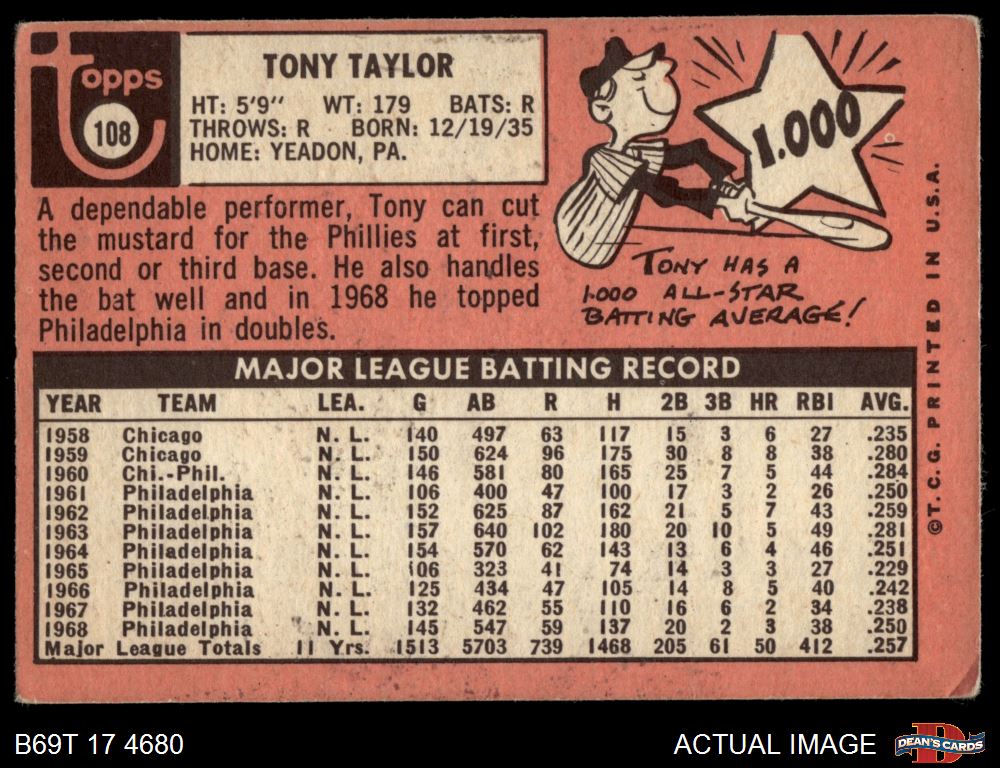 Topps
108
TONY TAYLOR
HT: 5'9" WT: 179 BATS: R
THROWS: R BORN: 12/19/35
HOME: YEADON, PA.
A dependable performer, Tony can cut
the mustard for the Phillies at first,
second or third base. He also handles
the bat well and in 1968 he topped
Philadelphia in doubles.
1.000
TONY HAS A
1.000 ALL-STAR
BATTING AVERAGE!
MAJOR LEAGUE BATTING RECORD
YEAR TEAM LEA. G AB R H 2B 3B HR RBI AVG.
1958 Chicago N. L. 140 497 63 117 15 3 6 27 .235
1959 Chicago N. L. 150 624 96 175 30 8 8 38 .280
1960 Chi.-Phil. N. L. 146 581 80 165 25 7 5 44 .284
1961 Philadelphia N. L. 106 400 47 100 17 3 2 26 .250
1962 Philadelphia N. L. 152 625 87 162 21 5 7 43 .259
1963 Philadelphia N. L. 157 640 102 180 20 10 5 49 .281
1964 Philadelphia N. L. 154 570 62 143 13 6 4 46 .251
1965 Philadelphia N. L. 106 323 41 74 14 3 3 27 .229
1966 Philadelphia N. L. 125 434 47 105 14 8 5 40 .242
1967 Philadelphia N. L. 132 462 55 110 16 6 2 34 .238
1968 Philadelphia N. L. 145 547 59 137 20 2 3 38 .250
Major League Totals 11 Yrs. 1513 5703 739 1468 205 61 50 412 .257
©T. C. G. PRINTED IN U.S.A.
B69T 17 4680
ACTUAL IMAGE
D
DEAN'S CARDS